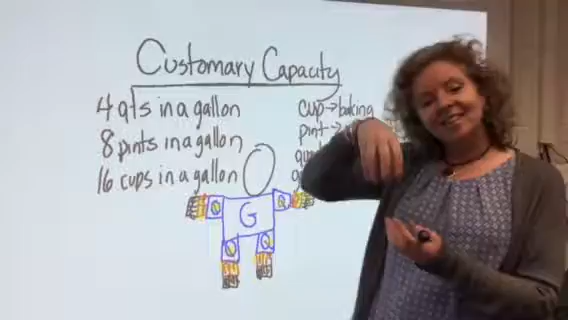 Customary Capacity
4 qts in a gallon
8 pints in a gallon
16 cups in a gallon
cup → baking
pint →
G